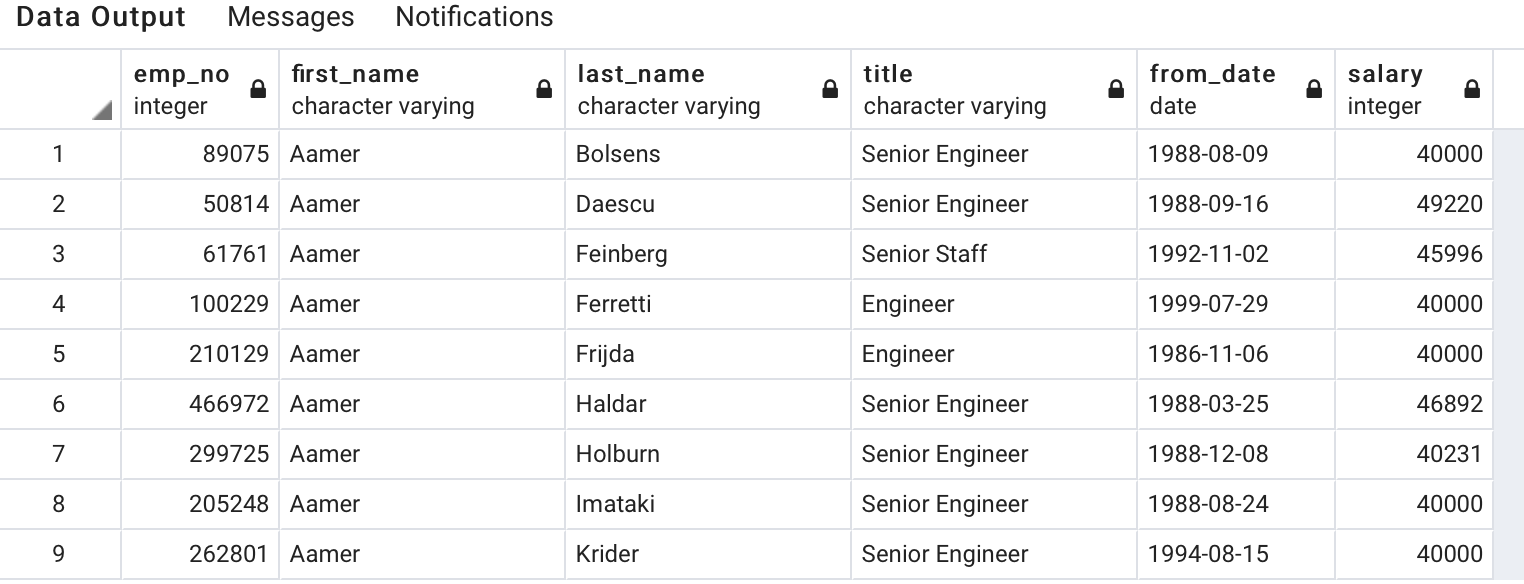 Data Output Messages Notifications
emp_no first_name last_name title from_date salary
integer character varying character varying character varying date integer
1 89075 Aamer Bolsens Senior Engineer 1988-08-09 40000
2 50814 Aamer Daescu Senior Engineer 1988-09-16 49220
3 61761 Aamer Feinberg Senior Staff 1992-11-02 45996
4 100229 Aamer Ferretti Engineer 1999-07-29 40000
5 210129 Aamer Frijda Engineer 1986-11-06 40000
6 466972 Aamer Haldar Senior Engineer 1988-03-25 46892
7 299725 Aamer Holburn Senior Engineer 1988-12-08 40231
8 205248 Aamer Imataki Senior Engineer 1988-08-24 40000
9 262801 Aamer Krider Senior Engineer 1994-08-15 40000